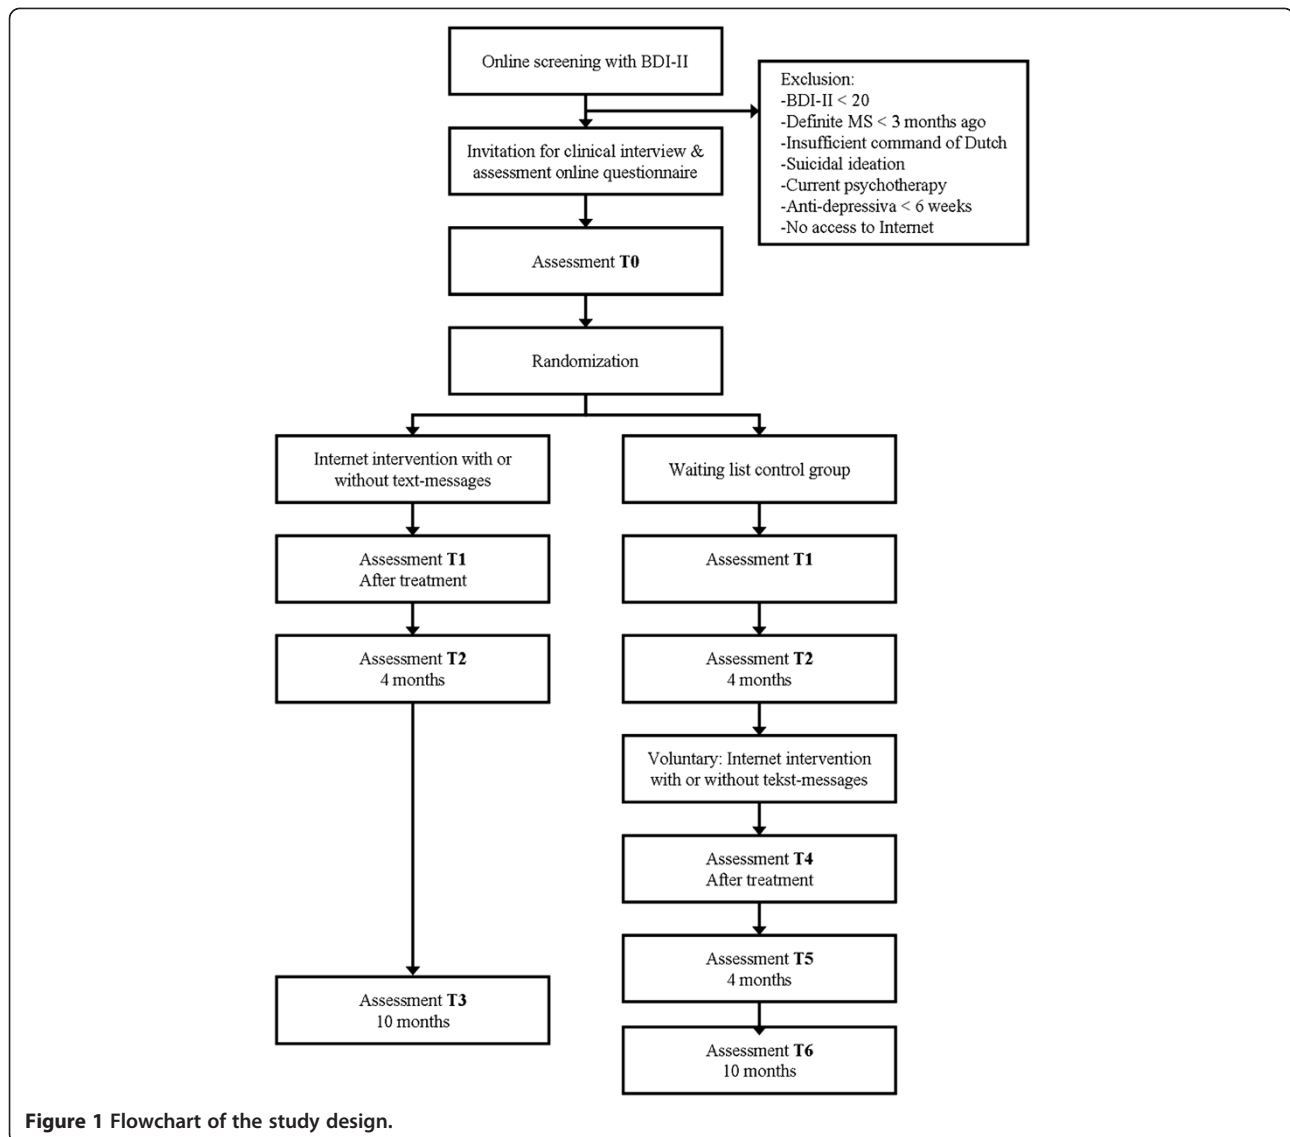 Online screening with BDI-II
Exclusion:
-BDI-II < 20
-Definite MS < 3 months ago
-Insufficient command of Dutch
-Suicidal ideation
-Current psychotherapy
-Anti-depressiva < 6 weeks
-No access to Internet
Invitation for clinical interview &
assessment online questionnaire
Assessment T0
Randomization
Internet intervention with or
without text-messages
Waiting list control group
Assessment T1
After treatment
Assessment T1
Assessment T2
4 months
Assessment T2
4 months
Voluntary: Internet intervention
with or without tekst-messages
Assessment T4
After treatment
Assessment T5
4 months
Assessment T3
10 months
Assessment T6
10 months
Figure 1 Flowchart of the study design.